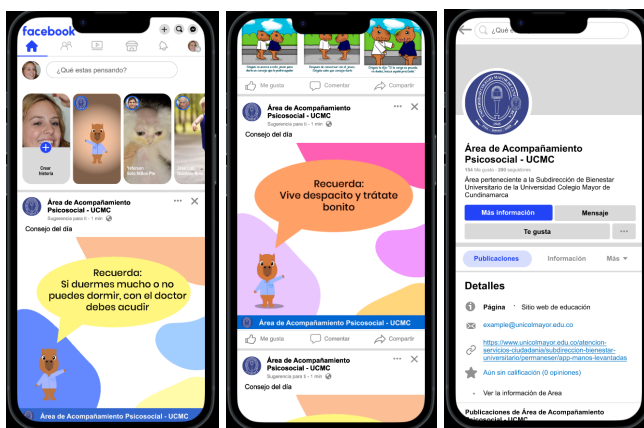 facebook
¿Qué estas pensando?
Crear
historia
Área de Acompañamiento
Psicosocial - UCMC
Sugerencia para ti · 1 min
Consejo del día
Recuerda:
Si duermes mucho o no
puedes dormir, con el doctor
debes acudir
Área de Acompañamiento Psicosocial - UCMC
Me gusta
Comentar
Compartir
Área de Acompañamiento
Psicosocial - UCMC
Sugerencia para ti · 1 min
Consejo del día
Recuerda:
Vive despacito y trátate
bonito
Área de Acompañamiento Psicosocial - UCMC
Me gusta
Comentar
Compartir
Área de Acompañamiento
Psicosocial - UCMC
Sugerencia para ti · 1 min
Consejo del día
¿Qué
Área de Acompañamiento
Psicosocial - UCMC
Área perteneciente a la Subdirección de Bienestar
Universitario de la Universidad Colegio Mayor de
Cundinamarca
Más información
Mensaje
Te gusta
Publicaciones
Información
Más
Detalles
Página · Sitio web de educación
example@unicolmayor.edu.co
https://www.unicolmayor.edu.co/atencion-
servicios-ciudadania/subdireccion-bienestar-
universitario/permaneser/app-manos-levantadas
Aún sin calificación (0 opiniones)
Ver la información de Area
Publicaciones de Área de Acompañamiento
Psicosocial - UCMC